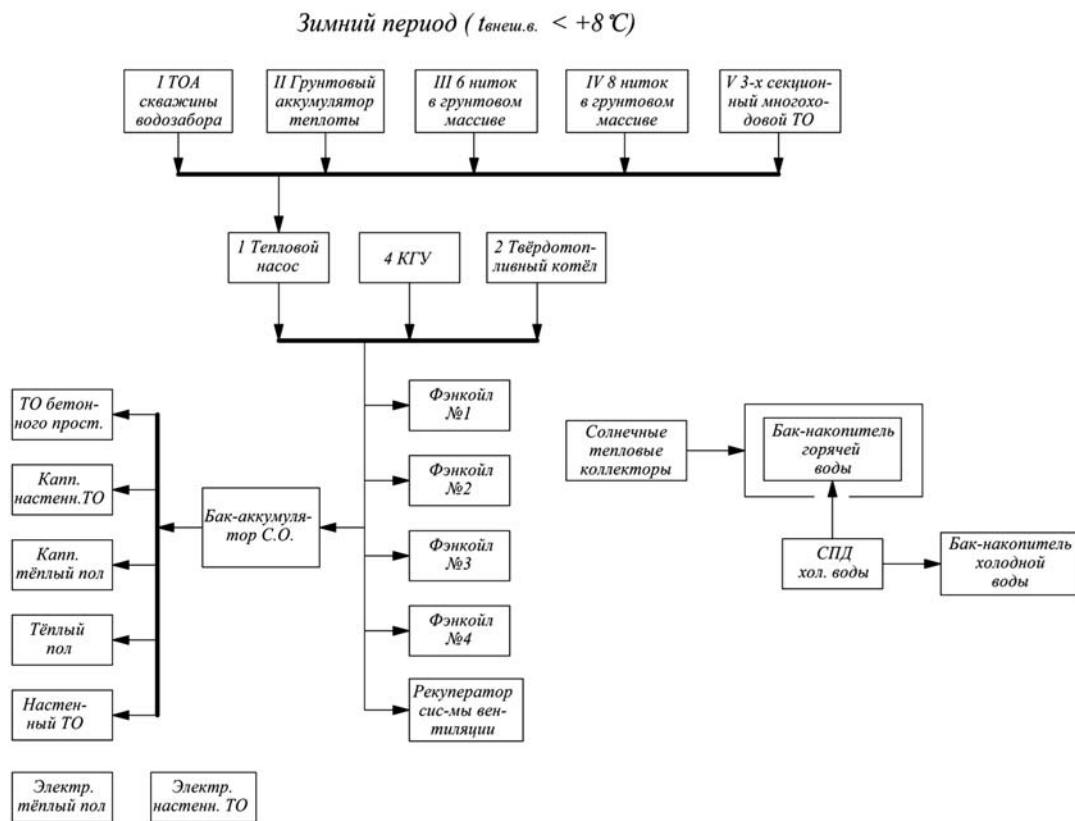 Зимний период ( tвнеш.в. < +8℃)
I ТОА
скважины
водозабора
II Грунтовый
аккумулятор
теплоты
III 6 ниток
в грунтовом
массиве
IV 8 ниток
в грунтовом
массиве
V 3-х секцион-
ный многохо-
довой ТО
1 Тепловой
насос
4 КГУ
2 Твёрдотоп-
ливный котёл
ТО бетон-
ного прост.
Капп.
настенн.ТО
Капп.
тёплый пол
Тёплый
пол
Настен-
ный ТО
Бак-аккумуля-
тор С.О.
Фэнкойл
№1
Фэнкойл
№2
Фэнкойл
№3
Фэнкойл
№4
Рекуператор
сис-мы вен-
тиляции
Солнечные
тепловые
коллекторы
Бак-накопитель
горячей
воды
СПД
хол. воды
Бак-накопитель
холодной
воды
Электр.
тёплый пол
Электр.
настенн. ТО